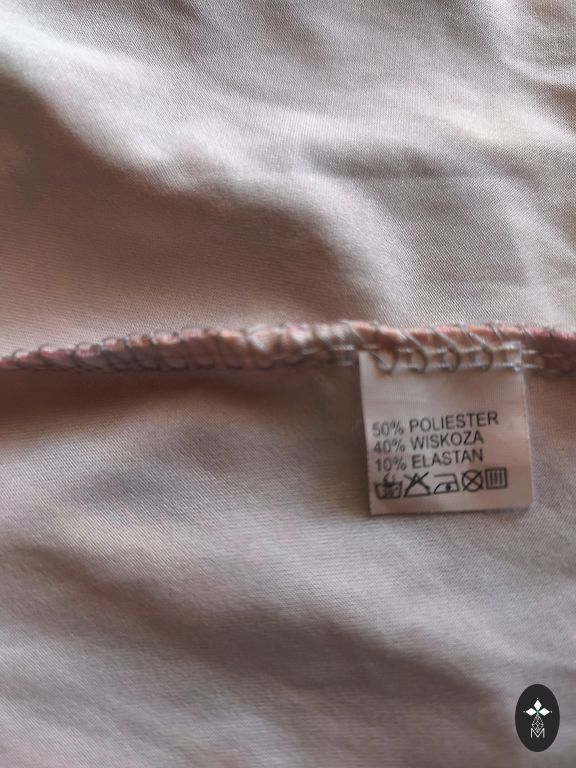 50% POLIESTER
40% WISKOZA
10% ELASTAN
M